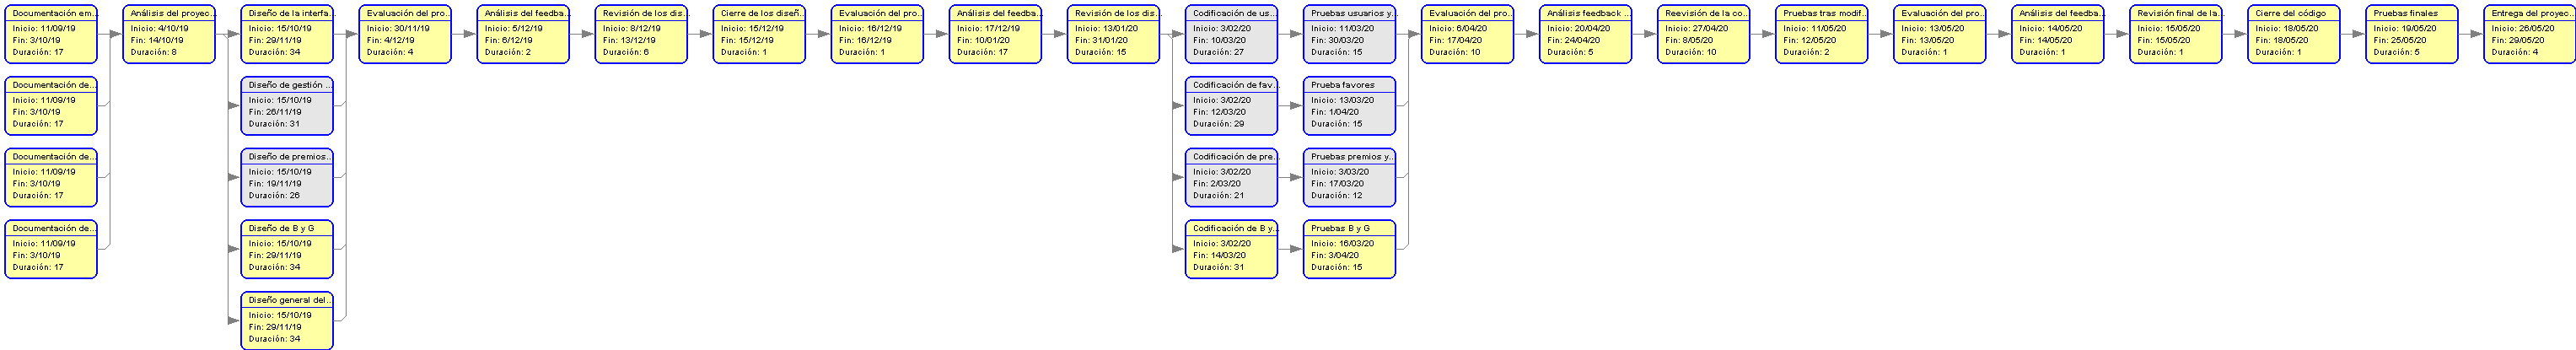 Documentación em...
Inicio: 11/09/19
Fin: 3/10/19
Duración: 17
Documentación de...
Inicio: 11/09/19
Fin: 3/10/19
Duración: 17
Documentación de...
Inicio: 11/09/19
Fin: 3/10/19
Duración: 17
Documentación de...
Inicio: 11/09/19
Fin: 3/10/19
Duración: 17
Análisis del proyec...
Inicio: 4/10/19
Fin: 14/10/19
Duración: 8
Diseño de la interfa...
Inicio: 15/10/19
Fin: 29/11/19
Duración: 34
Diseño de gestión ...
Inicio: 15/10/19
Fin: 26/11/19
Duración: 31
Diseño de premios...
Inicio: 15/10/19
Fin: 19/11/19
Duración: 26
Diseño de B y G
Inicio: 15/10/19
Fin: 29/11/19
Duración: 34
Diseño general del...
Inicio: 15/10/19
Fin: 29/11/19
Duración: 34
Evaluación del pro...
Inicio: 30/11/19
Fin: 4/12/19
Duración: 4
Análisis del feedba...
Inicio: 5/12/19
Fin: 6/12/19
Duración: 2
Revisión de los dis...
Inicio: 8/12/19
Fin: 13/12/19
Duración: 6
Cierre de los diseñ...
Inicio: 15/12/19
Fin: 15/12/19
Duración: 1
Evaluación del pro...
Inicio: 16/12/19
Fin: 16/12/19
Duración: 1
Análisis del feedba...
Inicio: 17/12/19
Fin: 10/01/20
Duración: 17
Revisión de los dis...
Inicio: 13/01/20
Fin: 31/01/20
Duración: 15
Codificación de us...
Inicio: 3/02/20
Fin: 10/03/20
Duración: 27
Codificación de fav...
Inicio: 3/02/20
Fin: 12/03/20
Duración: 29
Codificación de pre...
Inicio: 3/02/20
Fin: 2/03/20
Duración: 21
Codificación de B y...
Inicio: 3/02/20
Fin: 14/03/20
Duración: 31
Pruebas usuarios y...
Inicio: 11/03/20
Fin: 30/03/20
Duración: 15
Prueba favores
Inicio: 13/03/20
Fin: 1/04/20
Duración: 15
Pruebas premios y...
Inicio: 3/03/20
Fin: 17/03/20
Duración: 12
Pruebas B y G
Inicio: 16/03/20
Fin: 3/04/20
Duración: 15
Evaluación del pro...
Inicio: 6/04/20
Fin: 17/04/20
Duración: 10
Análisis feedback ...
Inicio: 20/04/20
Fin: 24/04/20
Duración: 5
Reevisión de la co...
Inicio: 27/04/20
Fin: 8/05/20
Duración: 10
Pruebas tras modif...
Inicio: 11/05/20
Fin: 12/05/20
Duración: 2
Evaluación del pro...
Inicio: 13/05/20
Fin: 13/05/20
Duración: 1
Análisis del feedba...
Inicio: 14/05/20
Fin: 14/05/20
Duración: 1
Revisión final de la...
Inicio: 15/05/20
Fin: 15/05/20
Duración: 1
Cierre del código
Inicio: 18/05/20
Fin: 18/05/20
Duración: 1
Pruebas finales
Inicio: 19/05/20
Fin: 25/05/20
Duración: 5
Entrega del proyec...
Inicio: 26/05/20
Fin: 29/05/20
Duración: 4